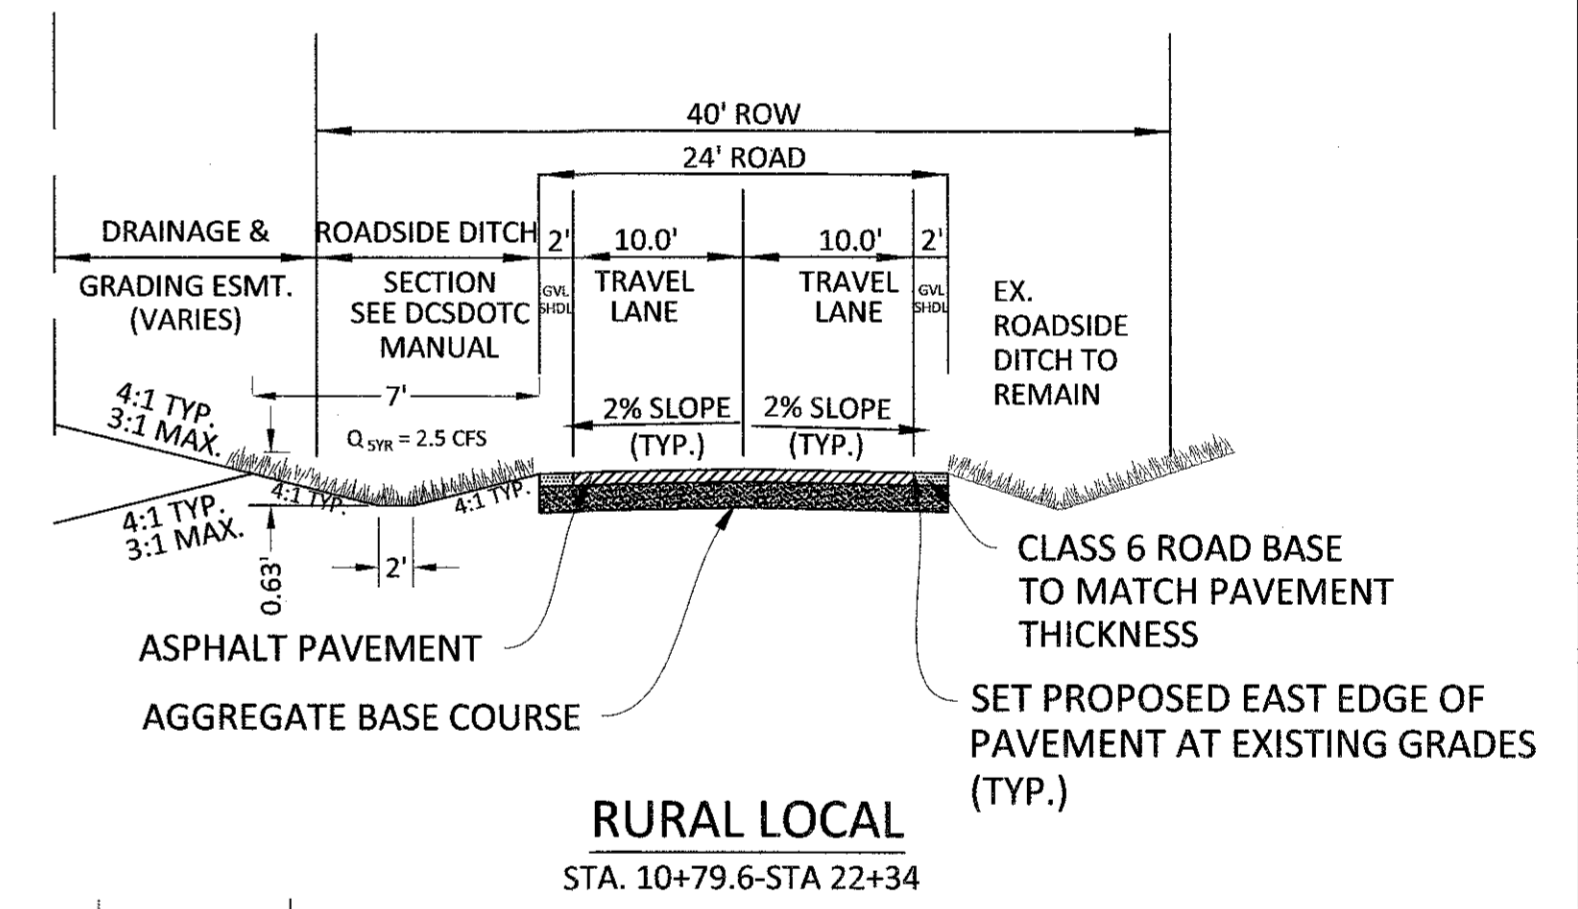 40' ROW
24' ROAD
DRAINAGE &
GRADING ESMT.
(VARIES)
ROADSIDE DITCH
SECTION
SEE DCSDOTC
MANUAL
2'
GVL
SHDL
10.0'
TRAVEL
LANE
10.0'
TRAVEL
LANE
2'
GVL
SHDL
EX.
ROADSIDE
DITCH TO
REMAIN
7'
Q 5YR = 2.5 CFS
2% SLOPE
(TYP.)
2% SLOPE
(TYP.)
4:1 TYP.
3:1 MAX.
4:1 TYP.
4:1 TYP.
4:1 TYP.
3:1 MAX.
0.63'
2'
ASPHALT PAVEMENT
AGGREGATE BASE COURSE
CLASS 6 ROAD BASE
TO MATCH PAVEMENT
THICKNESS
SET PROPOSED EAST EDGE OF
PAVEMENT AT EXISTING GRADES
(TYP.)
RURAL LOCAL
STA. 10+79.6-STA 22+34